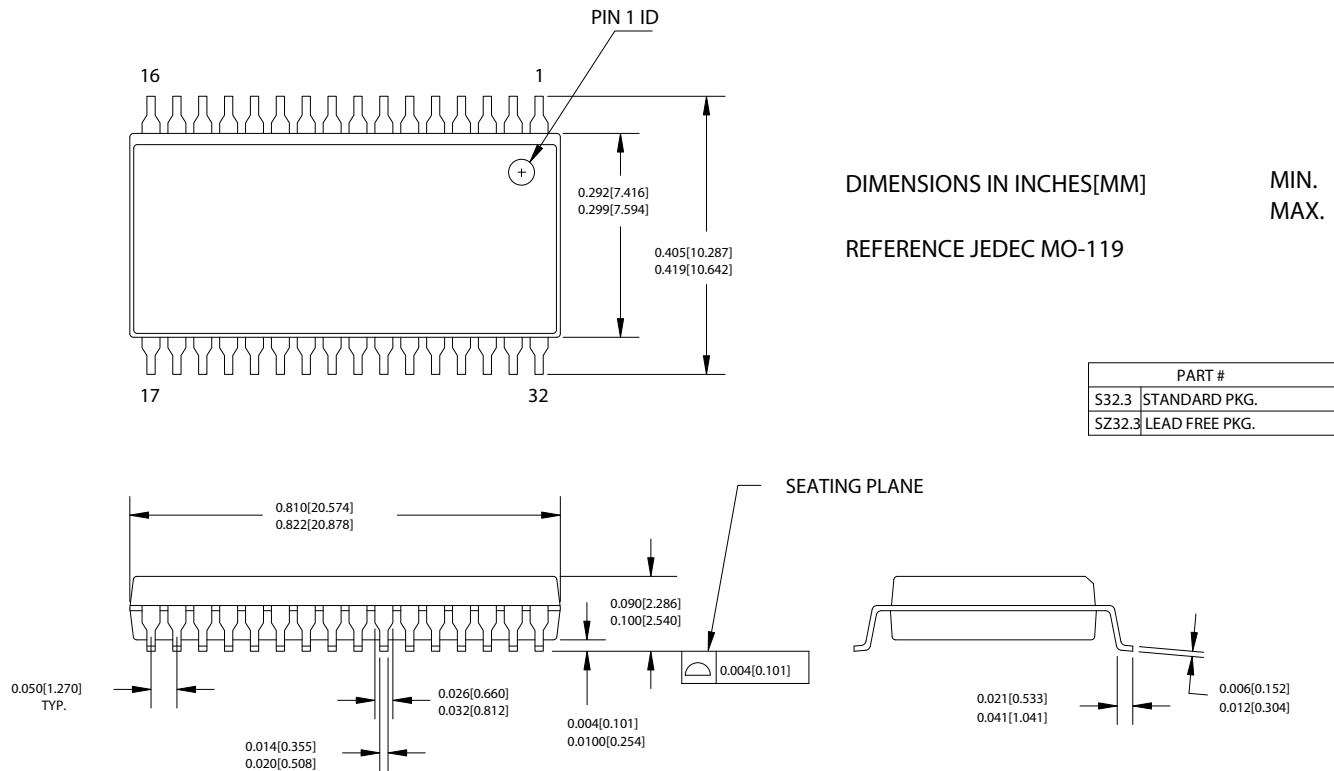 PIN 1 ID
16
1
0.292[7.416]
0.299[7.594]
0.405[10.287]
0.419[10.642]
17
32
DIMENSIONS IN INCHES[MM]
MIN.
MAX.
REFERENCE JEDEC MO-119
PART #
S32.3 STANDARD PKG.
SZ32.3 LEAD FREE PKG.
SEATING PLANE
0.810[20.574]
0.822[20.878]
0.090[2.286]
0.100[2.540]
0.004[0.101]
0.050[1.270]
TYP.
0.026[0.660]
0.032[0.812]
0.014[0.355]
0.020[0.508]
0.004[0.101]
0.0100[0.254]
0.021[0.533]
0.041[1.041]
0.006[0.152]
0.012[0.304]